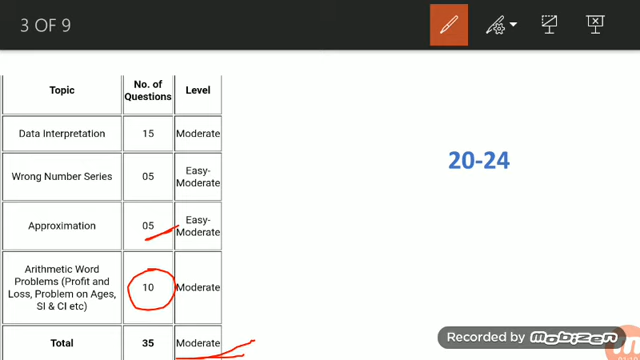 3 OF 9
Topic No. of Questions Level
Data Interpretation 15 Moderate
Wrong Number Series 05 Easy-Moderate
Approximation 05 Easy-Moderate
Arithmetic Word Problems (Profit and Loss, Problem on Ages, SI & CI etc) 10 Moderate
Total 35 Moderate
20-24
Recorded by MOBIZEN